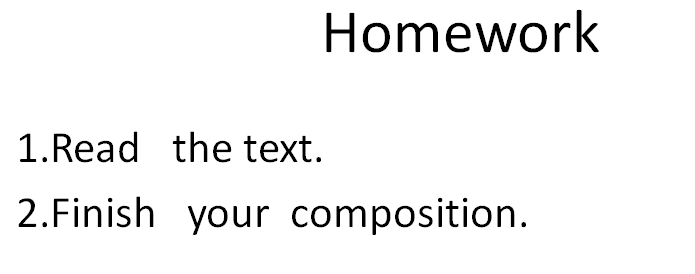 Homework
1.Read   the text.
2.Finish   your  composition.